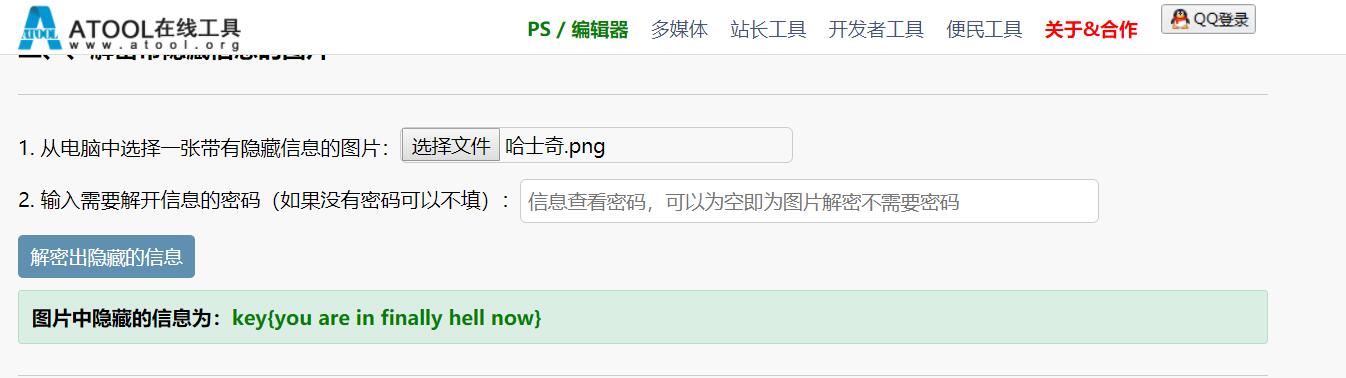 ATOOL在线工具
ATOOL
www.atool.org
PS / 编辑器 多媒体 站长工具 开发者工具 便民工具 关于&合作 QQ登录
1. 从电脑中选择一张带有隐藏信息的图片： 选择文件 哈士奇.png
2. 输入需要解开信息的密码（如果没有密码可以不填）： 信息查看密码，可以为空即为图片解密不需要密码
解密出隐藏的信息
图片中隐藏的信息为：key{you are in finally hell now}